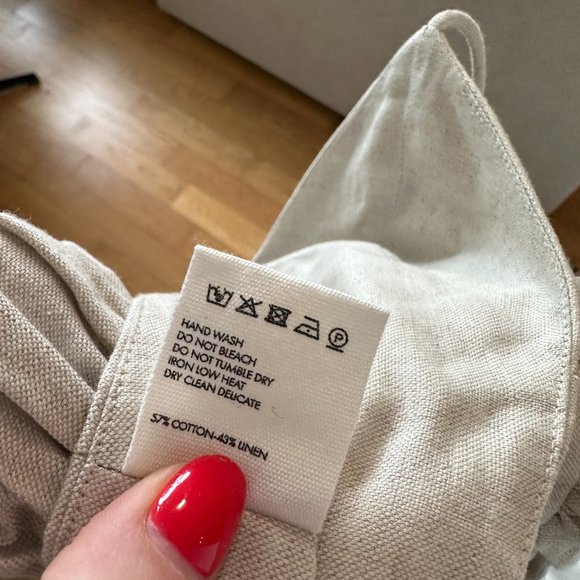 P
HAND WASH
DO NOT BLEACH
DO NOT TUMBLE DRY
IRON LOW HEAT
DRY CLEAN DELICATE
57% COTTON-43% LINEN